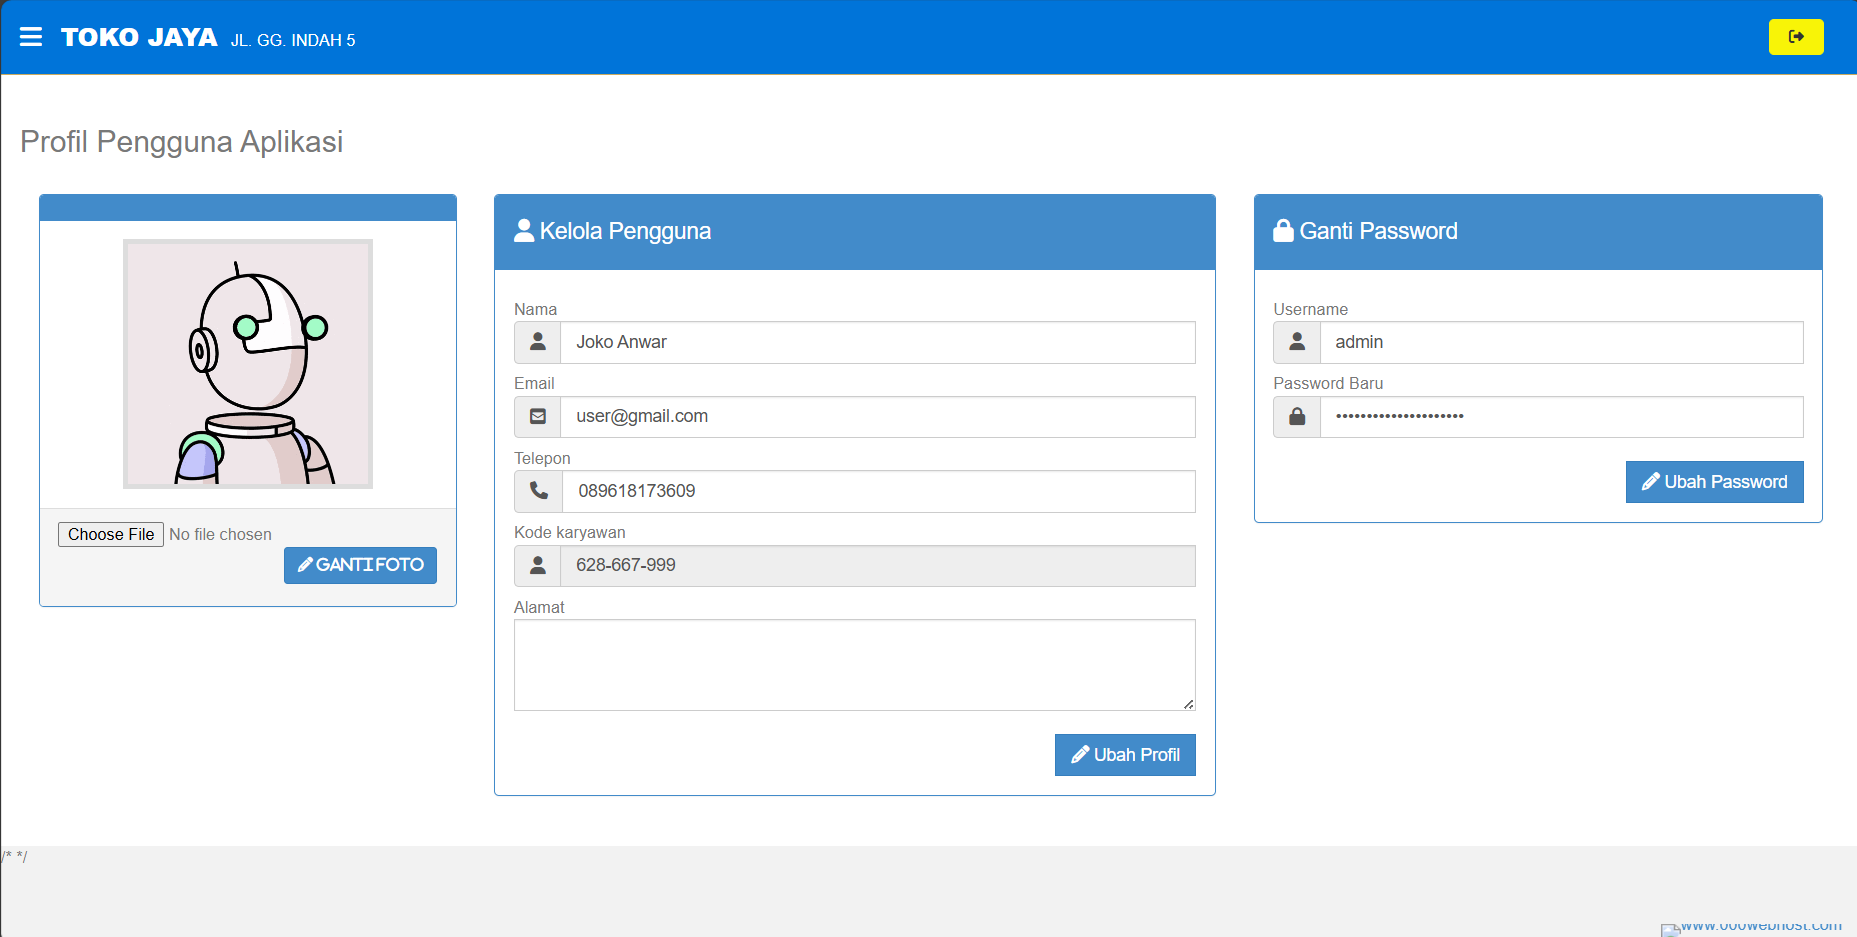 TOKO JAYA JL. GG. INDAH 5
Profil Pengguna Aplikasi
Choose File No file chosen
GANTI FOTO
Kelola Pengguna
Nama
Joko Anwar
Email
user@gmail.com
Telepon
089618173609
Kode karyawan
628-667-999
Alamat
Ubah Profil
Ganti Password
Username
admin
Password Baru
•••••••••••••••••••••
Ubah Password
/* */
www.000webhost.com